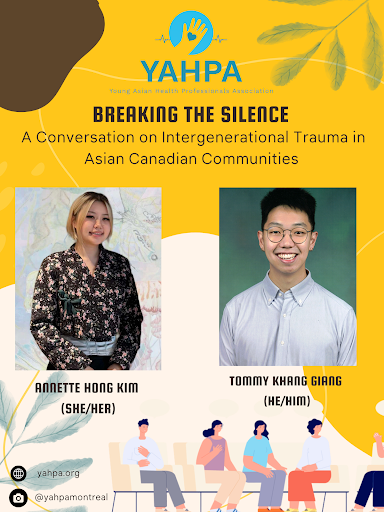 YAHPA
Young Asian Health Professionals Association
BREAKING THE SILENCE
A Conversation on Intergenerational Trauma in
Asian Canadian Communities
ANNETTE HONG KIM
(SHE/HER)
TOMMY KHANG GIANG
(HE/HIM)
yahpa.org
@yahpamontreal